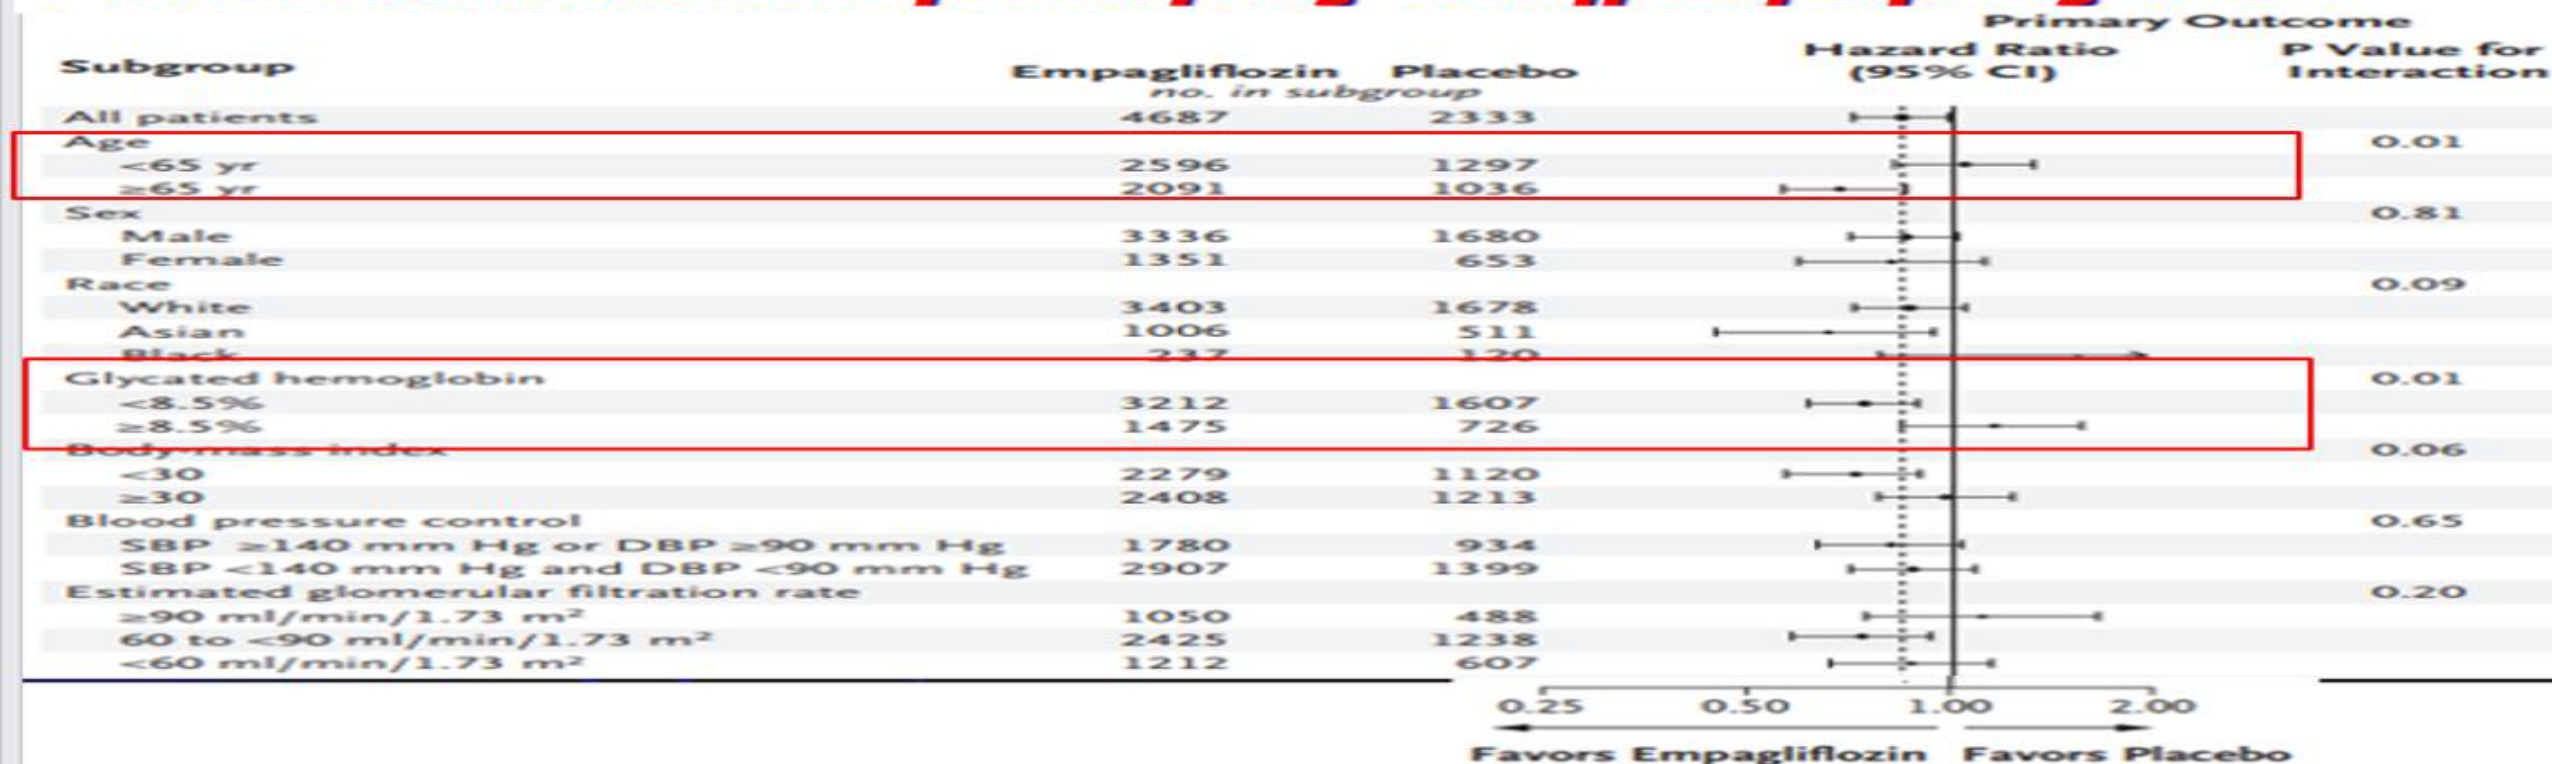 Primary Outcome
Subgroup Empagliflozin Placebo Hazard Ratio (95% CI) P Value for Interaction
no. in subgroup
All patients 4687 2333
Age 0.01
<65 yr 2596 1297
≥65 yr 2091 1036
Sex 0.81
Male 3336 1680
Female 1351 653
Race 0.09
White 3403 1678
Asian 1006 511
Black 237 120
Glycated hemoglobin 0.01
<8.5% 3212 1607
≥8.5% 1475 726
Body-mass index 0.06
<30 2279 1120
≥30 2408 1213
Blood pressure control 0.65
SBP ≥140 mm Hg or DBP ≥90 mm Hg 1780 934
SBP <140 mm Hg and DBP <90 mm Hg 2907 1399
Estimated glomerular filtration rate 0.20
≥90 ml/min/1.73 m² 1050 488
60 to <90 ml/min/1.73 m² 2425 1238
<60 ml/min/1.73 m² 1212 607
0.25 0.50 1.00 2.00
Favors Empagliflozin Favors Placebo